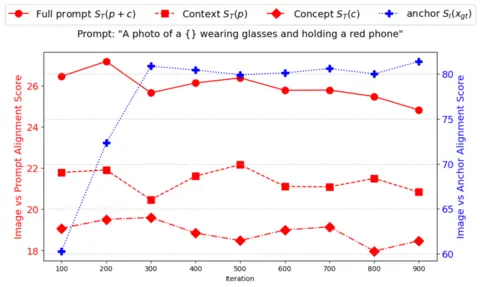 Full prompt S_T(p + c) Context S_T(p) Concept S_T(c) anchor S_I(x_gt)
Prompt: "A photo of a {} wearing glasses and holding a red phone"
Image vs Prompt Alignment Score
26
24
22
20
18
80
75
70
65
60
Image vs Anchor Alignment Score
100 200 300 400 500 600 700 800 900
Iteration